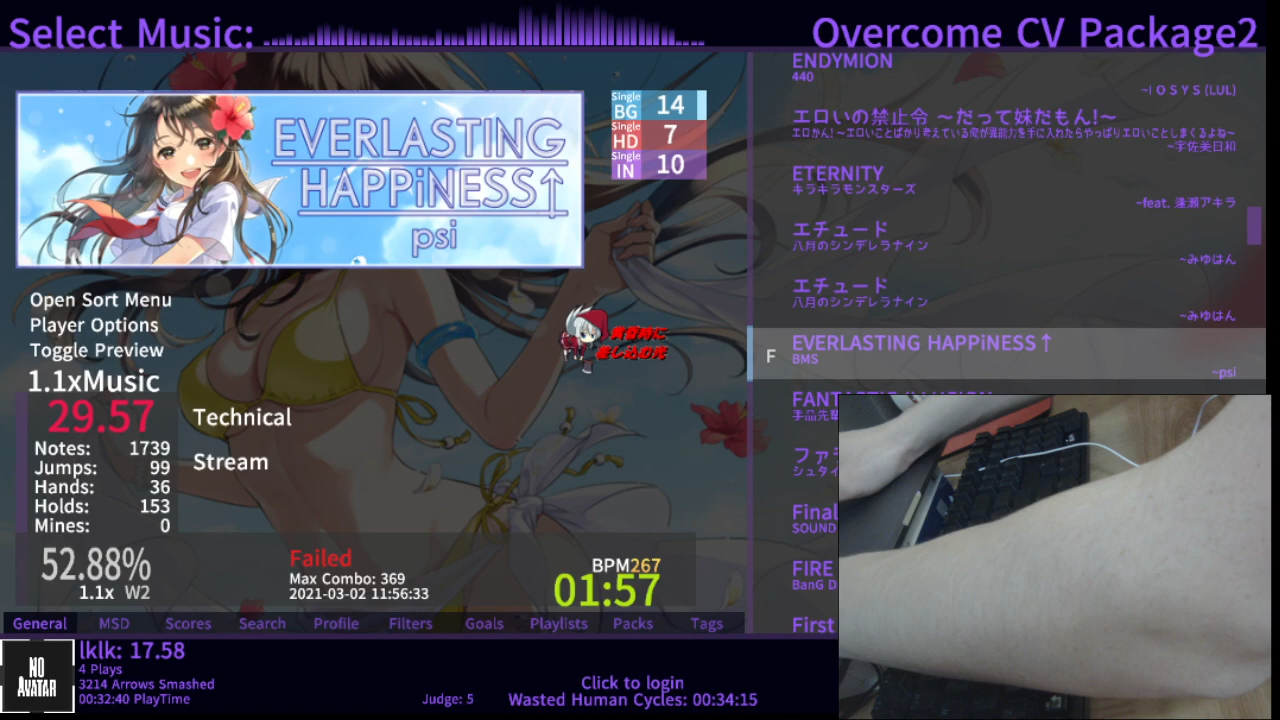 Select Music:
Overcome CV Package2
EVERLASTING
HAPPiNESS↑
psi
Single
BG
14
Single
HD
7
Single
IN
10
Open Sort Menu
Player Options
Toggle Preview
1.1xMusic
29.57
Technical
Stream
Notes: 1739
Jumps: 99
Hands: 36
Holds: 153
Mines: 0
52.88%
1.1x W2
Failed
Max Combo: 369
2021-03-02 11:56:33
BPM267
01:57
General MSD Scores Search Profile Filters Goals Playlists Packs Tags
NO
AVATAR
lklk: 17.58
4 Plays
3214 Arrows Smashed
00:32:40 PlayTime
Judge: 5
Click to login
Wasted Human Cycles: 00:34:15
ENDYMION
440
~I O S Y S (LUL)
エロいの禁止令 ～だって妹だもん!～
エロかん! ～エロいことばかり考えている俺が異能力を手に入れたらやっぱりエロいことしまくるよね～
~宇佐美日和
ETERNITY
キラキラモンスターズ
~feat. 逢瀬アキラ
エチュード
八月のシンデレラナイン
~みゆはん
エチュード
八月のシンデレラナイン
~みゆはん
F
EVERLASTING HAPPiNESS↑
BMS
~psi
手品先輩
シュタイ
Final
SOUND
FIRE
BanG D
First